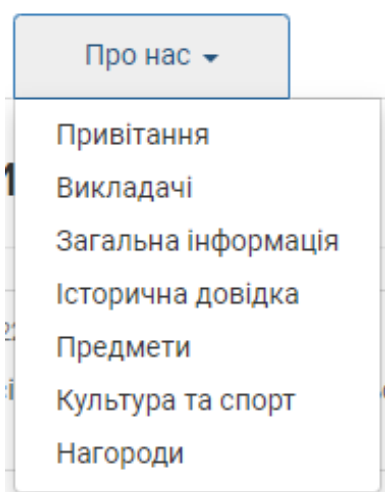 Про нас
Привітання
Викладачі
Загальна інформація
Історична довідка
Предмети
Культура та спорт
Нагороди